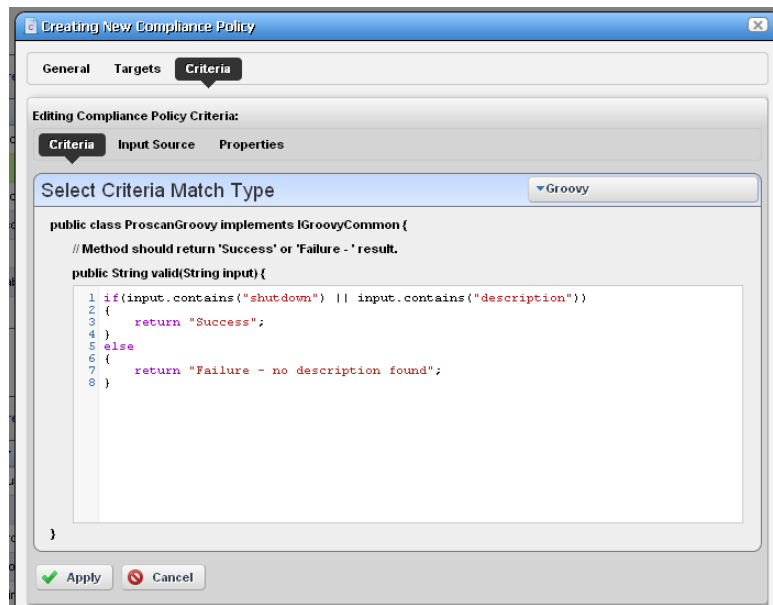 Creating New Compliance Policy
General Targets Criteria
Editing Compliance Policy Criteria:
Criteria Input Source Properties
Select Criteria Match Type
Groovy
public class ProscanGroovy implements IGroovyCommon {
// Method should return 'Success' or 'Failure - ' result.
public String valid(String input) {
1 if(input.contains("shutdown") || input.contains("description"))
2 {
3 return "Success";
4 }
5 else
6 {
7 return "Failure - no description found";
8 }
}
Apply Cancel